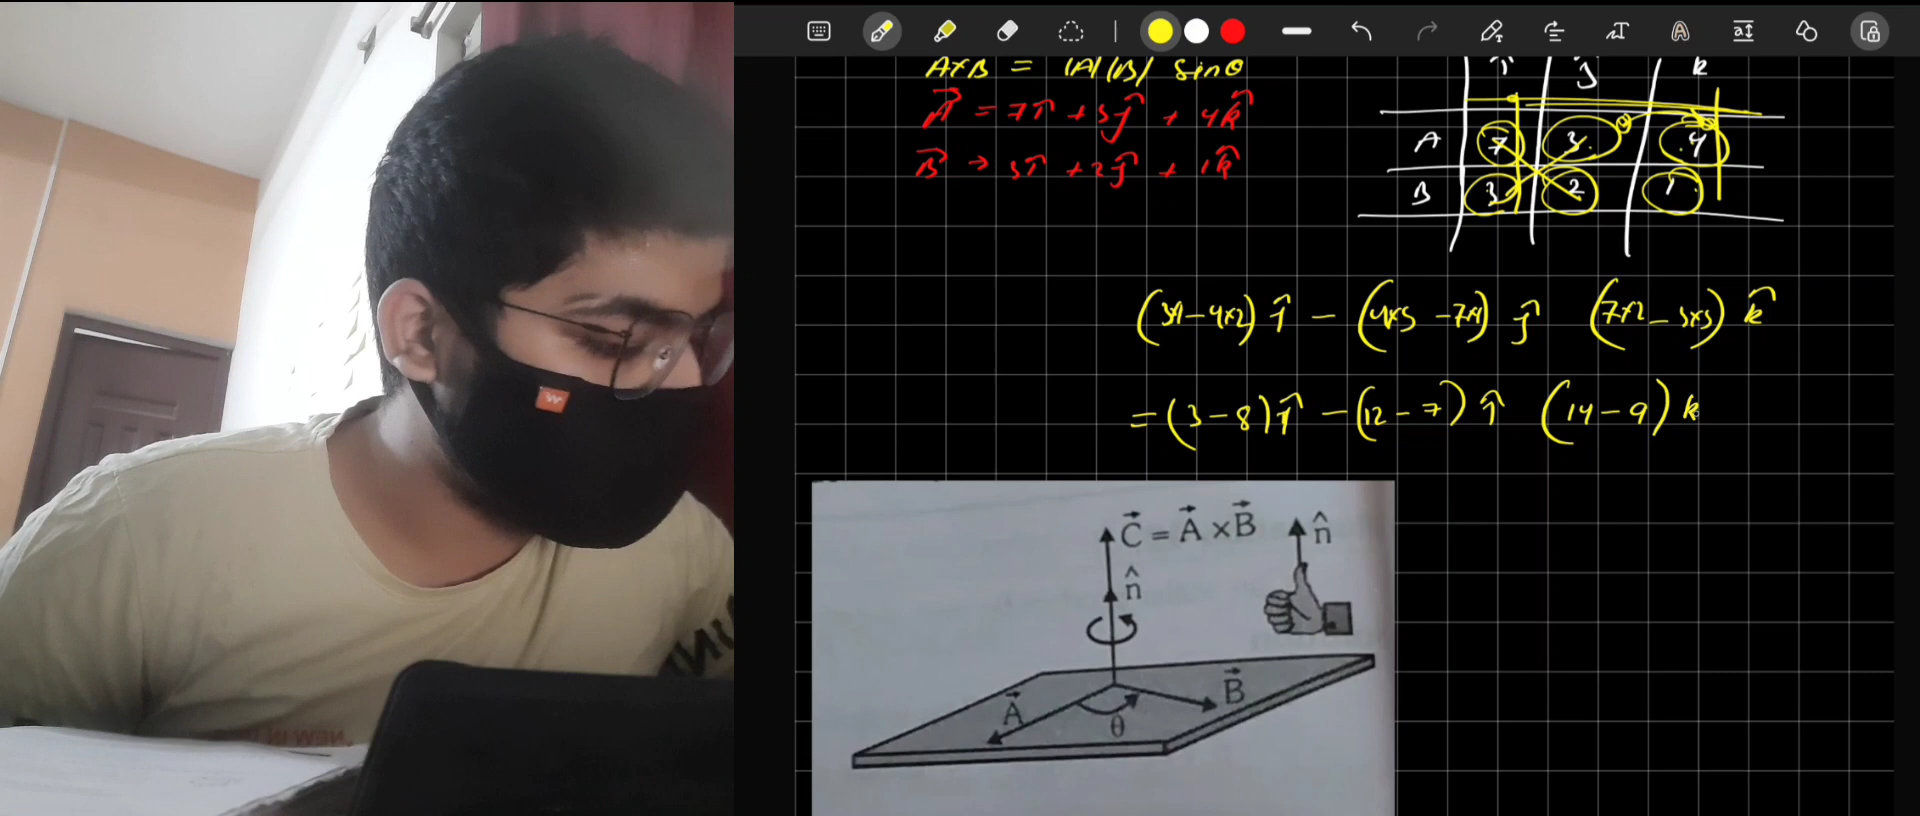 A×B = |A||B| sinθ
A⃗ = 7î + 3ĵ + 4k̂
B⃗ → 3î + 2ĵ + 1k̂
î ĵ k
A 7 3 4
B 3 2 1
(3×1-4×2) î - (4×3 -7×1) ĵ (7×2-3×3) k̂
= (3-8) î - (12-7) î (14-9) k
C⃗ = A⃗ × B⃗
n̂
n̂
A⃗
θ
B⃗